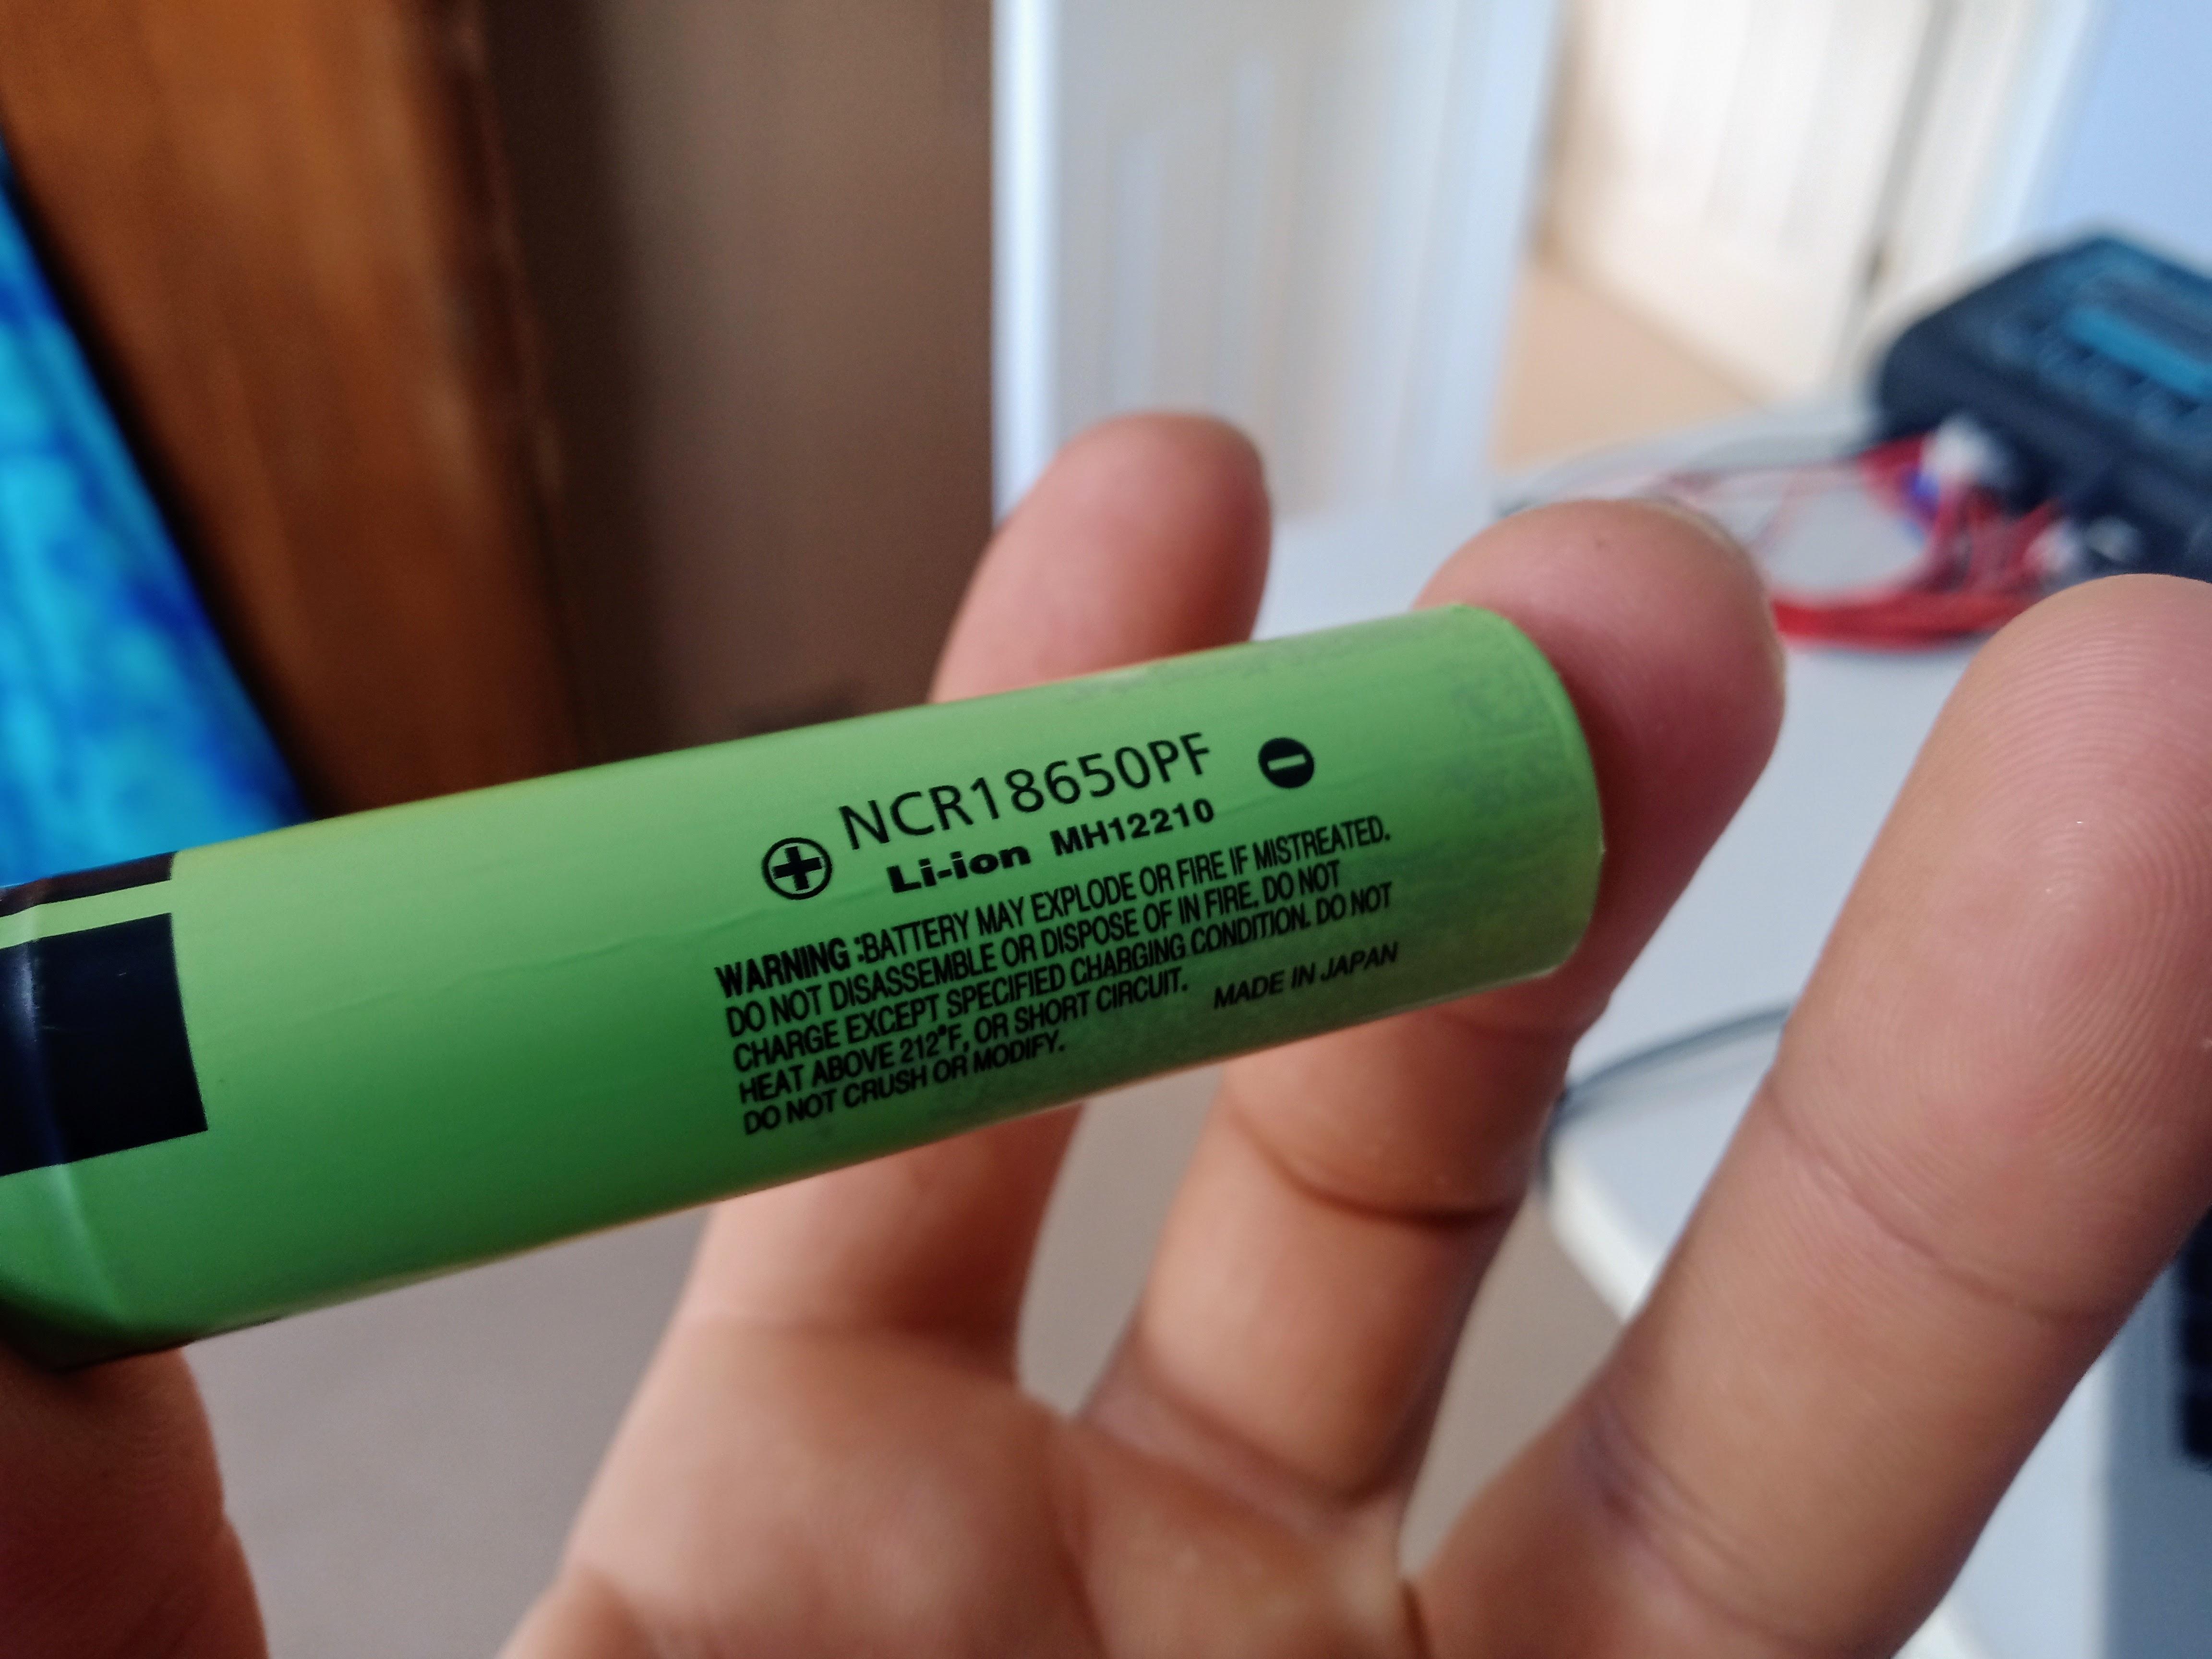 NCR18650PF
Li-ion MH12210
WARNING :BATTERY MAY EXPLODE OR FIRE IF MISTREATED.
DO NOT DISASSEMBLE OR DISPOSE OF IN FIRE, DO NOT
CHARGE EXCEPT SPECIFIED CHARGING CONDITION. DO NOT
HEAT ABOVE 212°F, OR SHORT CIRCUIT.
DO NOT CRUSH OR MODIFY.
MADE IN JAPAN